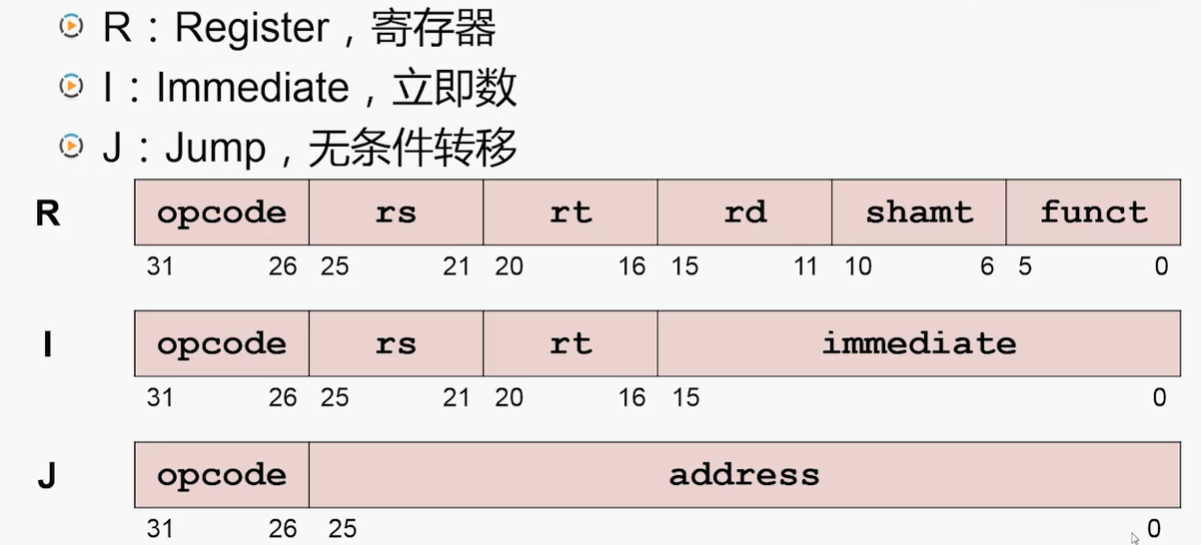 R：Register，寄存器
I：Immediate，立即数
J：Jump，无条件转移
R opcode rs rt rd shamt funct
31 26 25 21 20 16 15 11 10 6 5 0
I opcode rs rt immediate
31 26 25 21 20 16 15 0
J opcode address
31 26 25 0